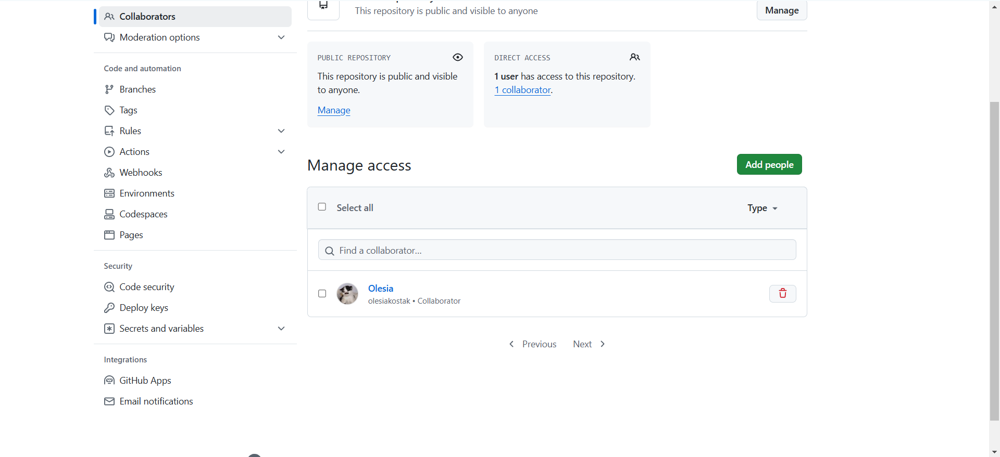 Collaborators
Moderation options
Code and automation
Branches
Tags
Rules
Actions
Webhooks
Environments
Codespaces
Pages
Security
Code security
Deploy keys
Secrets and variables
Integrations
GitHub Apps
Email notifications
This repository is public and visible to anyone
Manage
PUBLIC REPOSITORY
This repository is public and visible
to anyone.
Manage
DIRECT ACCESS
1 user has access to this repository.
1 collaborator.
Manage access
Add people
Select all
Type
Find a collaborator...
Olesia
olesiakostak • Collaborator
Previous
Next